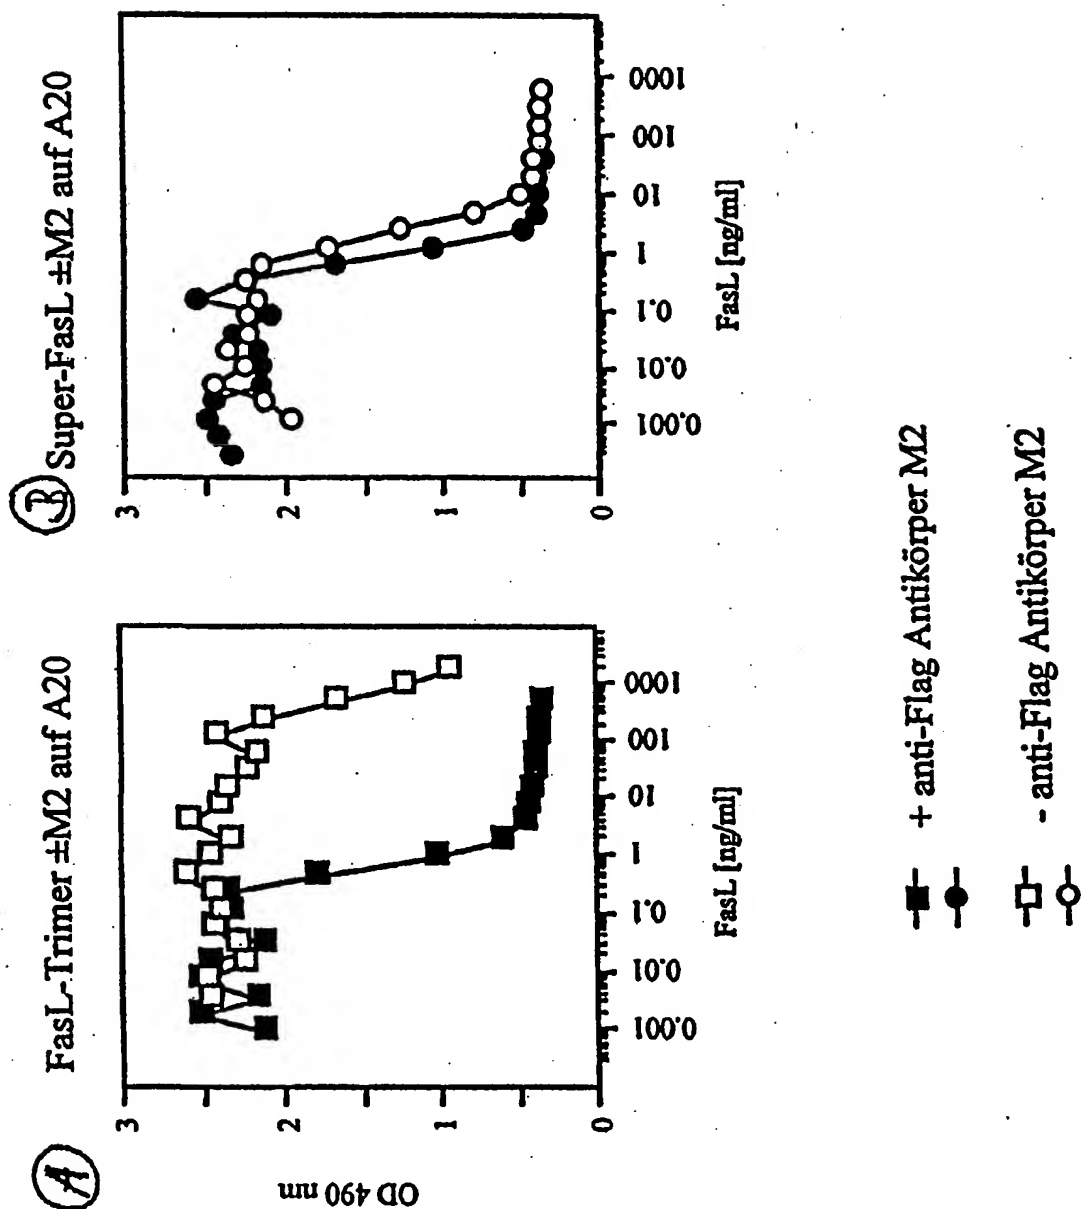 A
FasL-Trimer ±M2 auf A20
OD 490 nm
3
2
1
0
0.001
0.01
0.1
1
10
100
1000
FasL [ng/ml]
B
Super-FasL ±M2 auf A20
3
2
1
0
0.001
0.01
0.1
1
10
100
1000
FasL [ng/ml]
+ anti-Flag Antikörper M2
- anti-Flag Antikörper M2